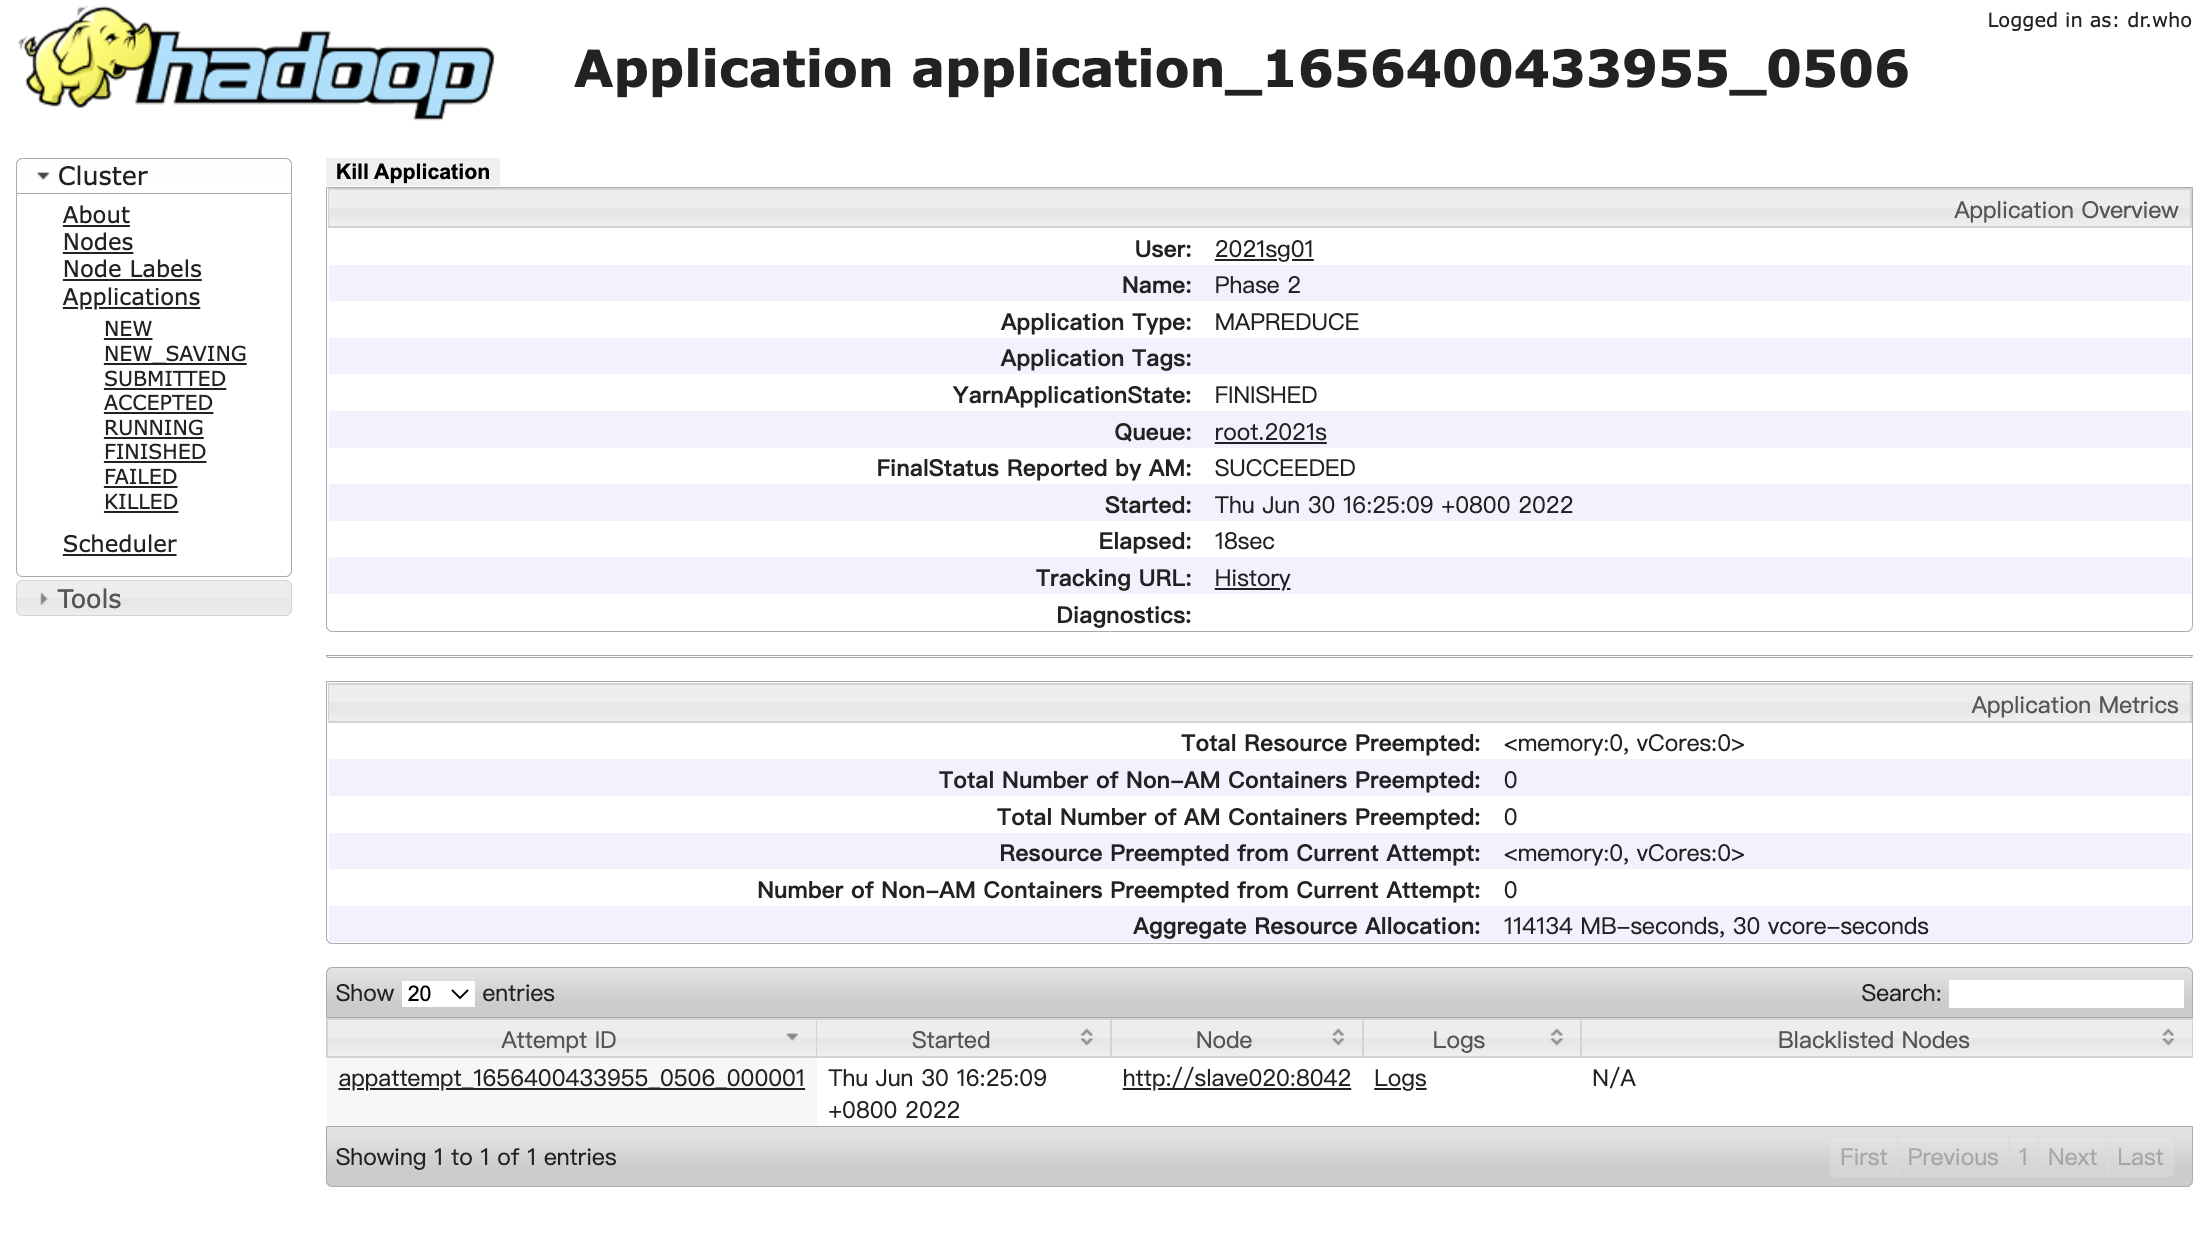 Logged in as: dr.who
hadoop
Application application_1656400433955_0506
Cluster
About
Nodes
Node Labels
Applications
NEW
NEW_SAVING
SUBMITTED
ACCEPTED
RUNNING
FINISHED
FAILED
KILLED
Scheduler
Tools
Kill Application
Application Overview
User: 2021sg01
Name: Phase 2
Application Type: MAPREDUCE
Application Tags:
YarnApplicationState: FINISHED
Queue: root.2021s
FinalStatus Reported by AM: SUCCEEDED
Started: Thu Jun 30 16:25:09 +0800 2022
Elapsed: 18sec
Tracking URL: History
Diagnostics:
Application Metrics
Total Resource Preempted: <memory:0, vCores:0>
Total Number of Non-AM Containers Preempted: 0
Total Number of AM Containers Preempted: 0
Resource Preempted from Current Attempt: <memory:0, vCores:0>
Number of Non-AM Containers Preempted from Current Attempt: 0
Aggregate Resource Allocation: 114134 MB-seconds, 30 vcore-seconds
Show 20 entries Search:
Attempt ID Started Node Logs Blacklisted Nodes
appattempt_1656400433955_0506_000001 Thu Jun 30 16:25:09 http://slave020:8042 Logs N/A
+0800 2022
Showing 1 to 1 of 1 entries First Previous 1 Next Last